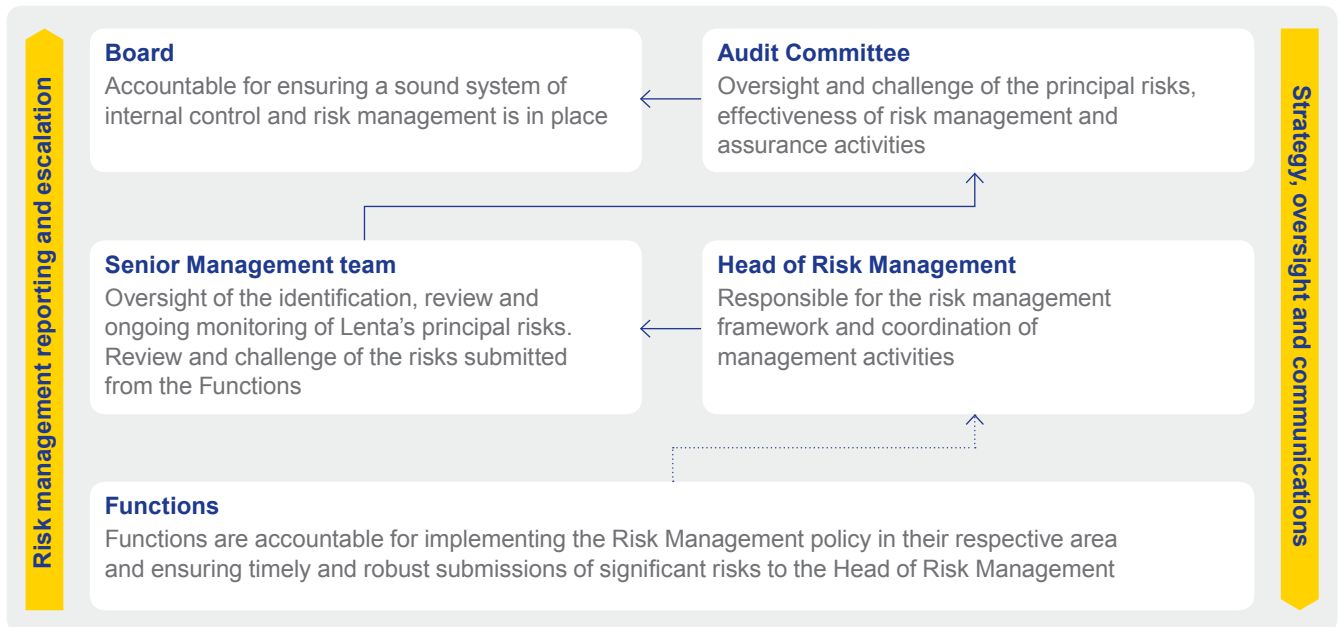 Risk management reporting and escalation
Board
Accountable for ensuring a sound system of
internal control and risk management is in place
Audit Committee
Oversight and challenge of the principal risks,
effectiveness of risk management and
assurance activities
Senior Management team
Oversight of the identification, review and
ongoing monitoring of Lenta’s principal risks.
Review and challenge of the risks submitted
from the Functions
Head of Risk Management
Responsible for the risk management
framework and coordination of
management activities
Functions
Functions are accountable for implementing the Risk Management policy in their respective area
and ensuring timely and robust submissions of significant risks to the Head of Risk Management
Strategy, oversight and communications